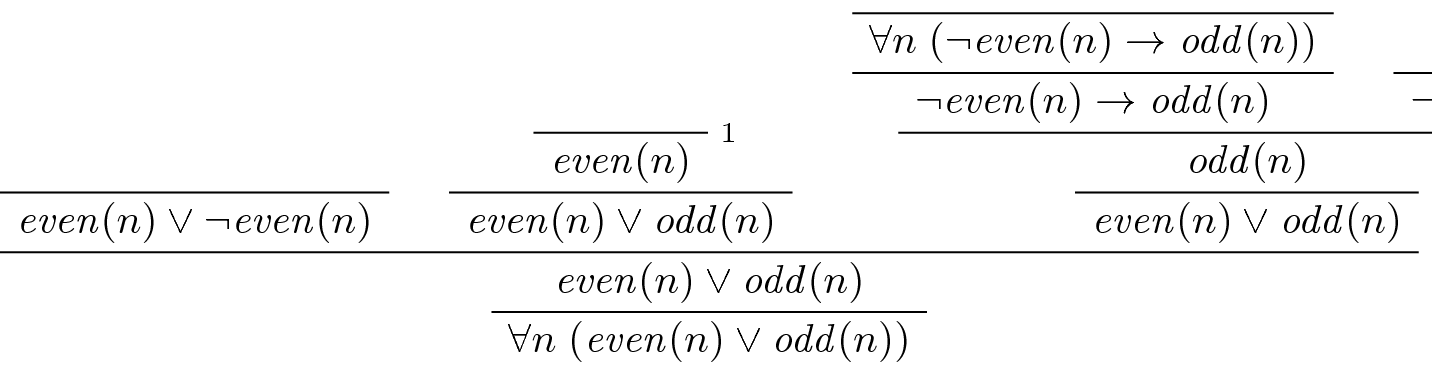 ∀n (¬even(n) → odd(n))
¬even(n) → odd(n) ¬
even(n) 1 odd(n)
even(n) ∨ ¬even(n) even(n) ∨ odd(n) even(n) ∨ odd(n)
even(n) ∨ odd(n)
∀n (even(n) ∨ odd(n))